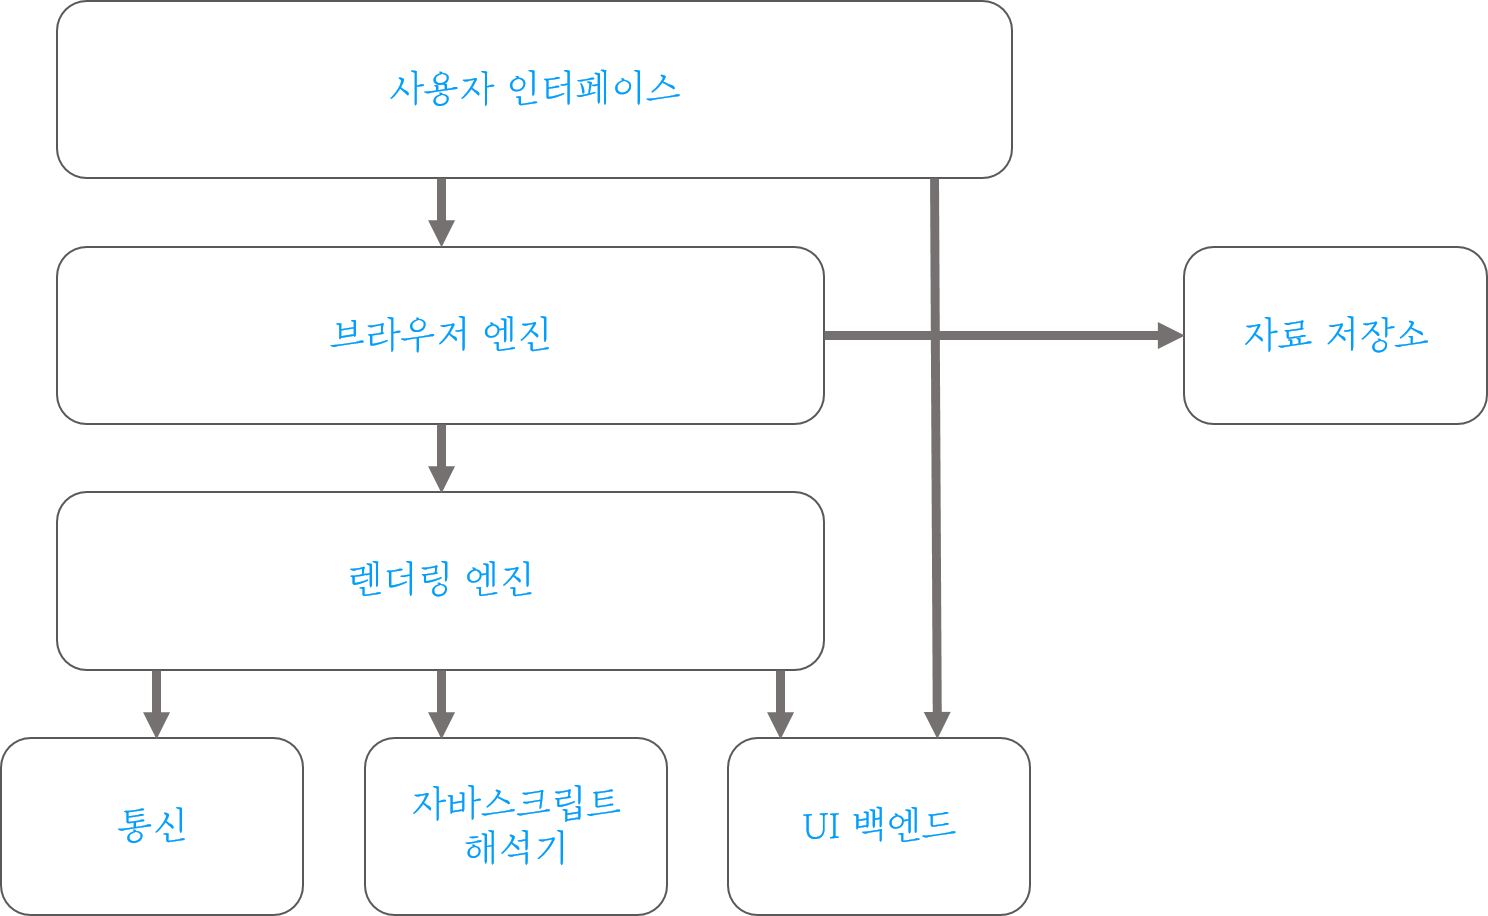 사용자 인터페이스
브라우저 엔진
자료 저장소
렌더링 엔진
통신
자바스크립트
해석기
UI 백엔드